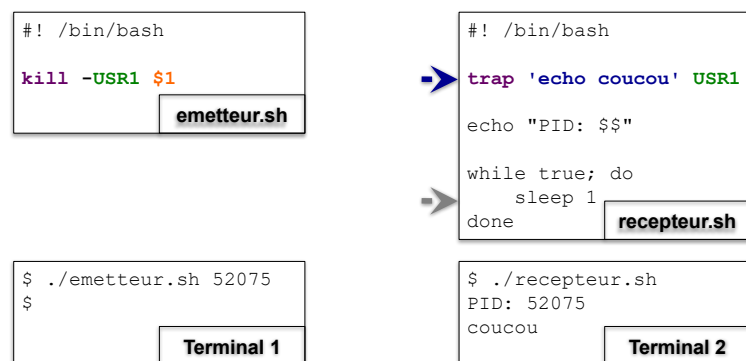 #! /bin/bash
kill -USR1 $1
emetteur.sh
#! /bin/bash
trap 'echo coucou' USR1
echo "PID: $$"
while true; do
    sleep 1
done
recepteur.sh
$ ./emetteur.sh 52075
$
Terminal 1
$ ./recepteur.sh
PID: 52075
coucou
Terminal 2